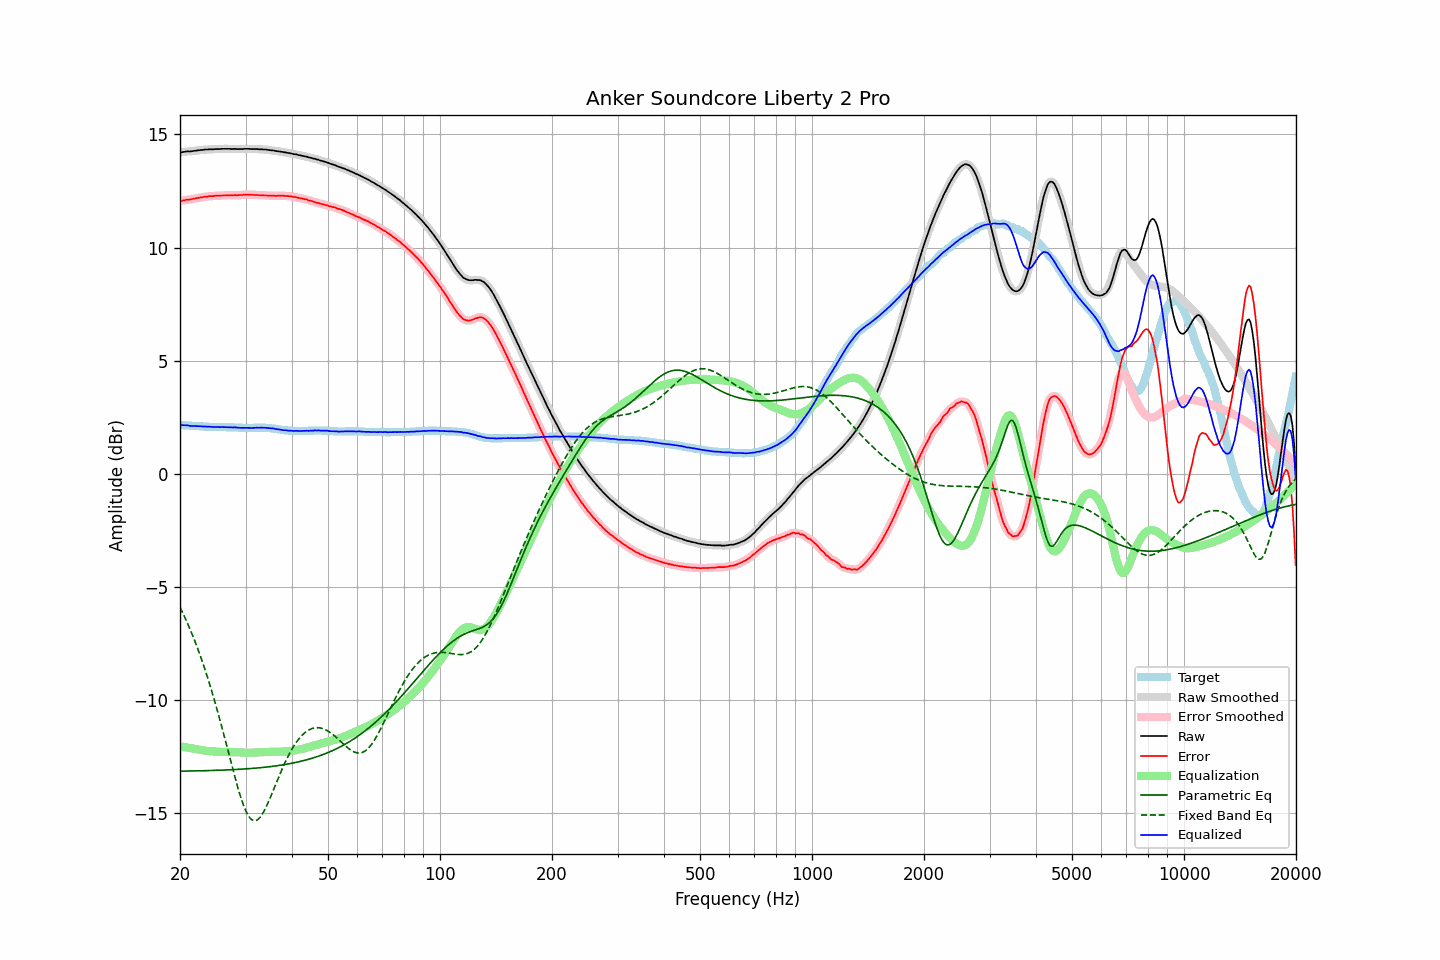 Anker Soundcore Liberty 2 Pro
Amplitude (dBr)
15
10
5
0
−5
−10
−15
20
50
100
200
500
1000
2000
5000
10000
20000
Frequency (Hz)
Target
Raw Smoothed
Error Smoothed
Raw
Error
Equalization
Parametric Eq
Fixed Band Eq
Equalized